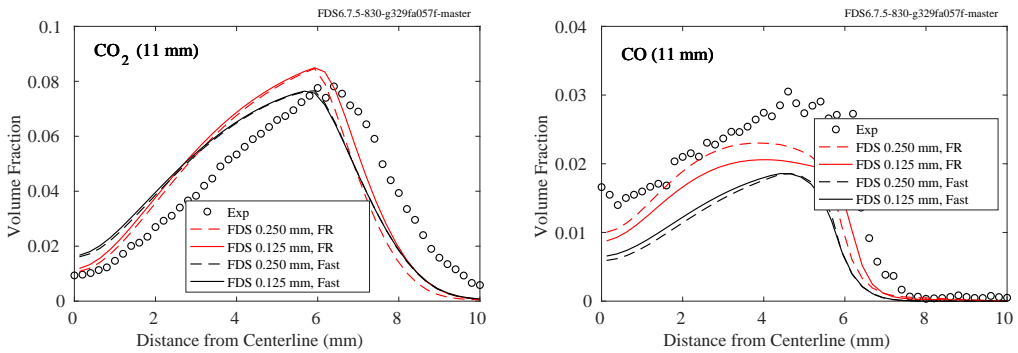 FDS6.7.5-830-g329fa057f-master
CO2 (11 mm)
Volume Fraction
0.1
0.08
0.06
0.04
0.02
0
Exp
FDS 0.250 mm, FR
FDS 0.125 mm, FR
FDS 0.250 mm, Fast
FDS 0.125 mm, Fast
0 2 4 6 8 10
Distance from Centerline (mm)
FDS6.7.5-830-g329fa057f-master
CO (11 mm)
Volume Fraction
0.04
0.03
0.02
0.01
0
Exp
FDS 0.250 mm, FR
FDS 0.125 mm, FR
FDS 0.250 mm, Fast
FDS 0.125 mm, Fast
0 2 4 6 8 10
Distance from Centerline (mm)